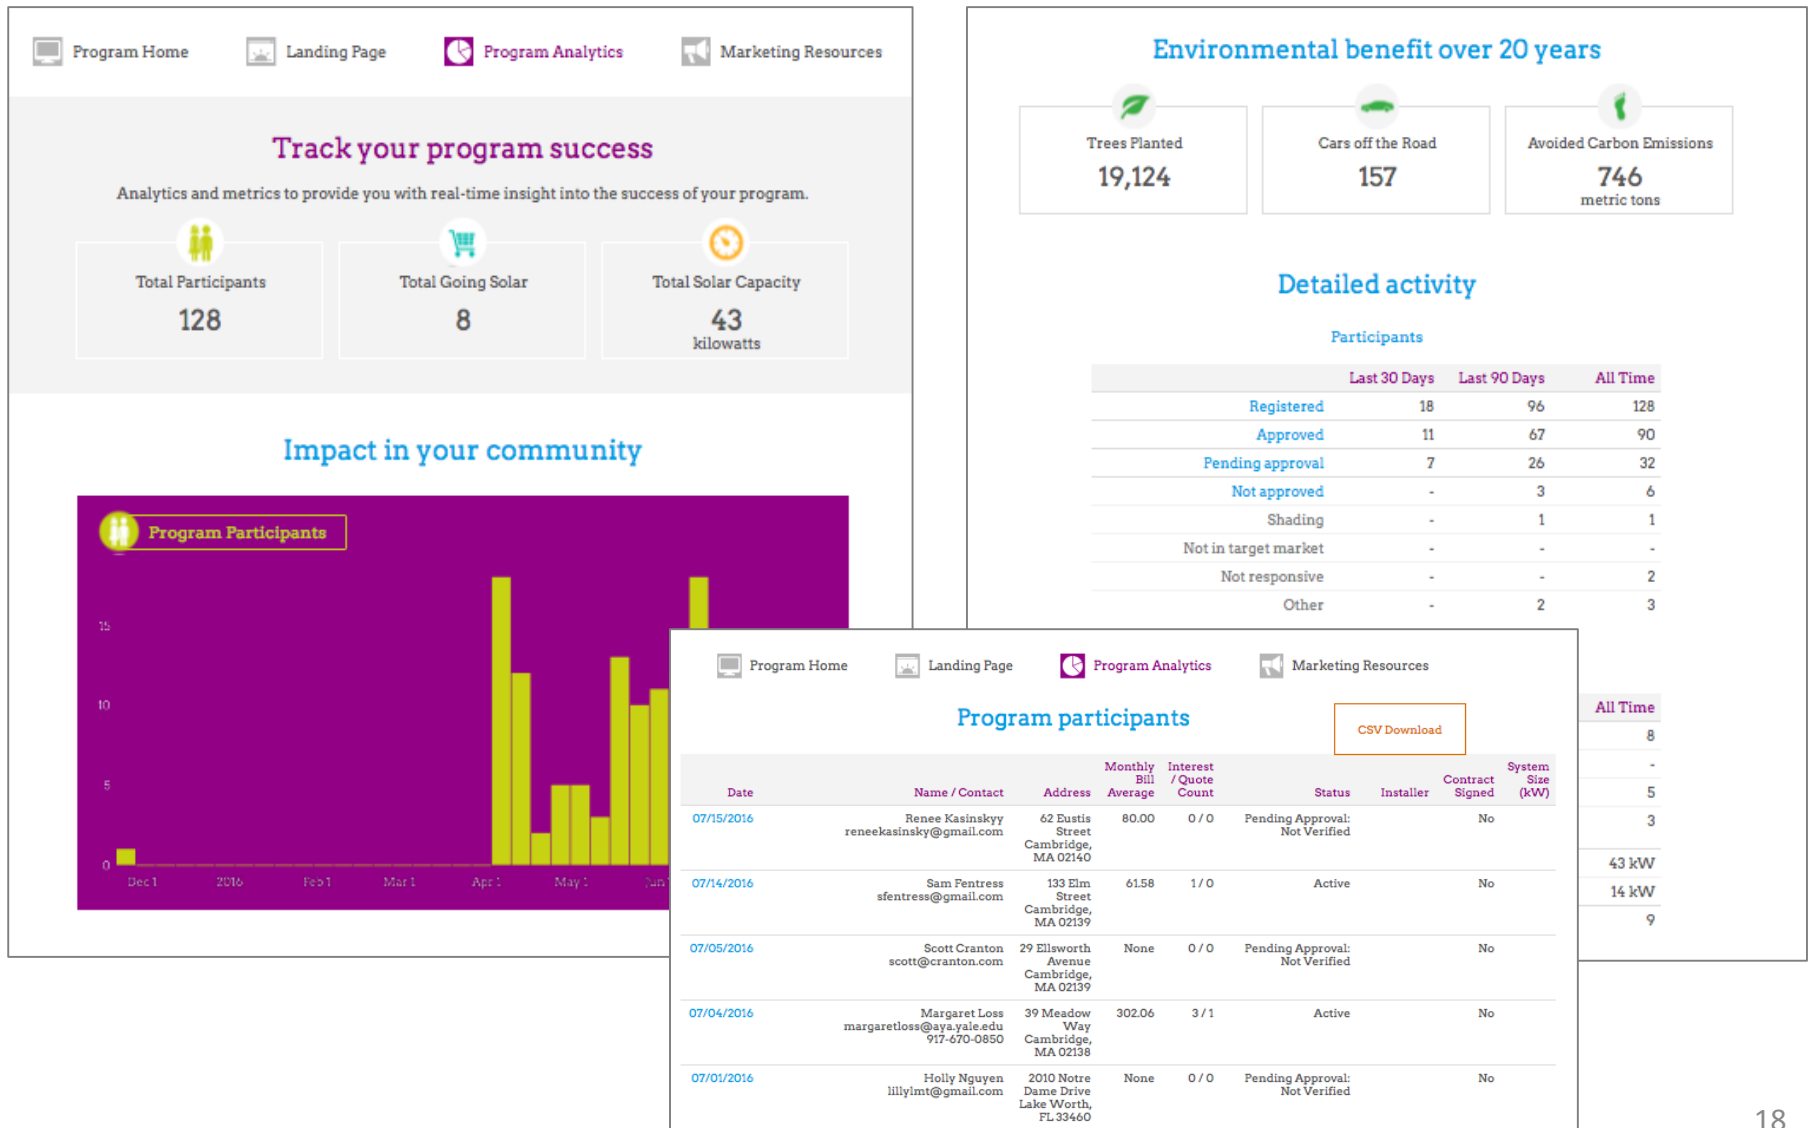 Program Home
Landing Page
Program Analytics
Marketing Resources
Track your program success
Analytics and metrics to provide you with real-time insight into the success of your program.
Total Participants
128
Total Going Solar
8
Total Solar Capacity
43
kilowatts
Impact in your community
Program Participants
15
10
5
0
Dec 1
2016
Feb 1
Mar 1
Apr 1
May 1
Jun
Environmental benefit over 20 years
Trees Planted
19,124
Cars off the Road
157
Avoided Carbon Emissions
746
metric tons
Detailed activity
Participants
Last 30 Days Last 90 Days All Time
Registered 18 96 128
Approved 11 67 90
Pending approval 7 26 32
Not approved - 3 6
Shading - 1 1
Not in target market - - -
Not responsive - - 2
Other - 2 3
All Time
8
-
5
3
43 kW
14 kW
9
Program Home
Landing Page
Program Analytics
Marketing Resources
Program participants
CSV Download
Date
Name / Contact
Address
Monthly
Bill
Average
Interest
/ Quote
Count
Status
Installer
Contract
Signed
System
Size
(kW)
07/15/2016
Renee Kasinskyy
reneekasinsky@gmail.com
62 Eustis
Street
Cambridge,
MA 02140
80.00
0 / 0
Pending Approval:
Not Verified
No
07/14/2016
Sam Fentress
sfentress@gmail.com
133 Elm
Street
Cambridge,
MA 02139
61.58
1 / 0
Active
No
07/05/2016
Scott Cranton
scott@cranton.com
29 Ellsworth
Avenue
Cambridge,
MA 02139
None
0 / 0
Pending Approval:
Not Verified
No
07/04/2016
Margaret Loss
margaretloss@aya.yale.edu
917-670-0850
39 Meadow
Way
Cambridge,
MA 02138
302.06
3 / 1
Active
No
07/01/2016
Holly Nguyen
lillylmt@gmail.com
2010 Notre
Dame Drive
Lake Worth,
FL 33460
None
0 / 0
Pending Approval:
Not Verified
No
18